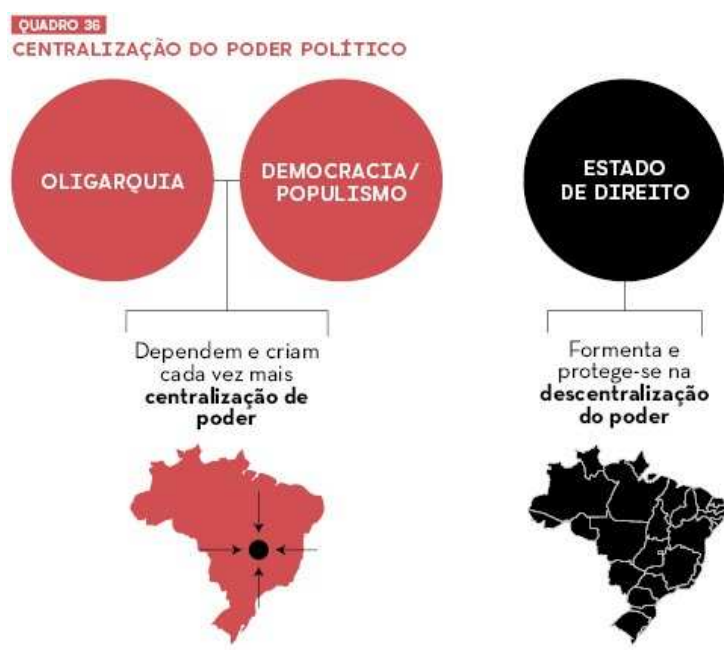 QUADRO 36
CENTRALIZAÇÃO DO PODER POLÍTICO
OLIGARQUIA
DEMOCRACIA/
POPULISMO
Dependem e criam
cada vez mais
centralização de
poder
ESTADO
DE DIREITO
Formenta e
protege-se na
descentralização
do poder